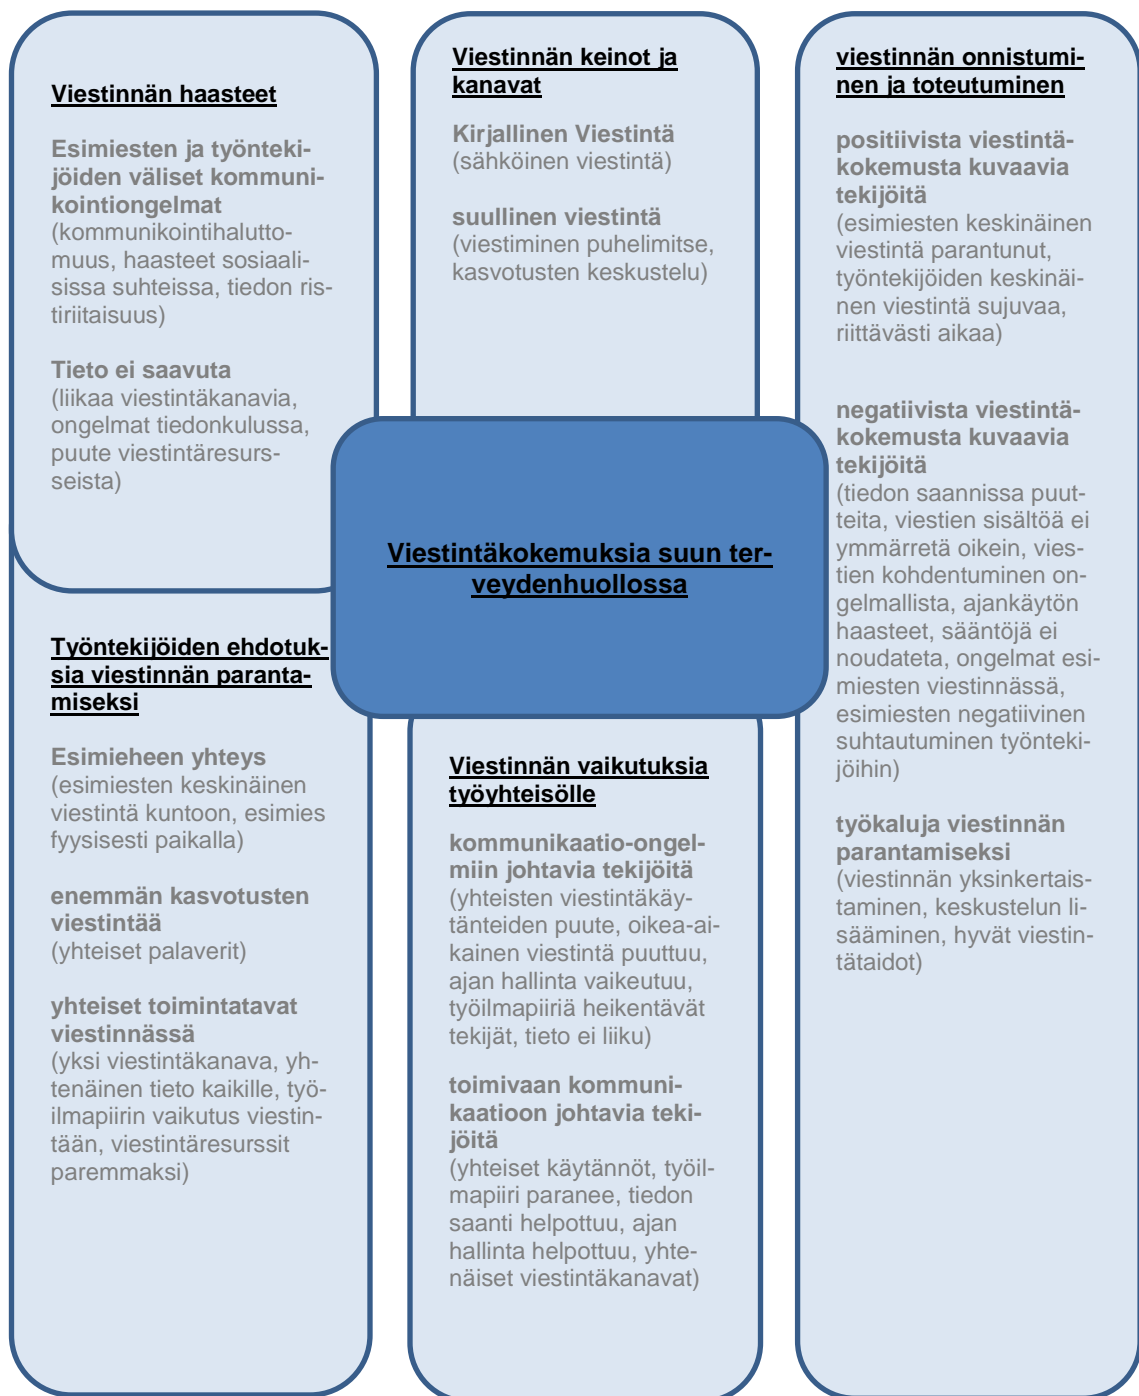 Viestinnän haasteet
Esimiesten ja työnteki-
jöiden väliset kommuni-
kointiongelmat
(kommunikointihalutto-
muus, haasteet sosiaali-
sissa suhteissa, tiedon ris-
tiriitaisuus)
Tieto ei saavuta
(liikaa viestintäkanavia,
ongelmat tiedonkulussa,
puute viestintäresurs-
seista)
Työntekijöiden ehdotuk-
sia viestinnän paranta-
miseksi
Esimieheen yhteys
(esimiesten keskinäinen
viestintä kuntoon, esimies
fyysisesti paikalla)
enemmän kasvotusten
viestintää
(yhteiset palaverit)
yhteiset toimintatavat
viestinnässä
(yksi viestintäkanava, yh-
tenäinen tieto kaikille, työ-
ilmapiirin vaikutus viestin-
tään, viestintäresurssit
paremmaksi)
Viestinnän keinot ja
kanavat
Kirjallinen Viestintä
(sähköinen viestintä)
suullinen viestintä
(viestiminen puhelimitse,
kasvotusten keskustelu)
Viestintäkokemuksia suun ter-
veydenhuollossa
Viestinnän vaikutuksia
työyhteisölle
kommunikaatio-ongel-
miin johtavia tekijöitä
(yhteisten viestintäkäy-
tänteiden puute, oikea-ai-
kainen viestintä puuttuu,
ajan hallinta vaikeutuu,
työilmapiiriä heikentävät
tekijät, tieto ei liiku)
toimivaan kommuni-
kaatioon johtavia teki-
jöitä
(yhteiset käytännöt, työil-
mapiiri paranee, tiedon
saanti helpottuu, ajan
hallinta helpottuu, yhte-
näiset viestintäkanavat)
viestinnän onnistumi-
nen ja toteutuminen
positiivista viestintä-
kokemusta kuvaavia
tekijöitä
(esimiesten keskinäinen
viestintä parantunut,
työntekijöiden keskinäi-
nen viestintä sujuvaa,
riittävästi aikaa)
negatiivista viestintä-
kokemusta kuvaavia
tekijöitä
(tiedon saannissa puut-
teita, viestien sisältöä ei
ymmärretä oikein, vies-
tien kohdentuminen on-
gelmallista, ajankäytön
haasteet, sääntöjä ei
noudateta, ongelmat esi-
miesten viestinnässä,
esimiesten negatiivinen
suhtautuminen työnteki-
jöihin)
työkaluja viestinnän
parantamiseksi
(viestinnän yksinkertais-
taminen, keskustelun li-
sääminen, hyvät viestin-
tätaidot)